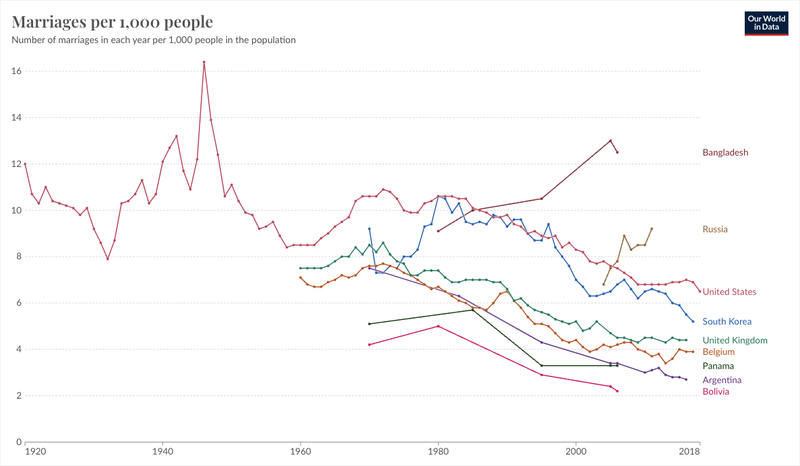 Marriages per 1,000 people
Our World
in Data
Number of marriages in each year per 1,000 people in the population
16
14
12
10
8
6
4
2
0
Bangladesh
Russia
United States
South Korea
United Kingdom
Belgium
Panama
Argentina
Bolivia
1920
1940
1960
1980
2000
2018